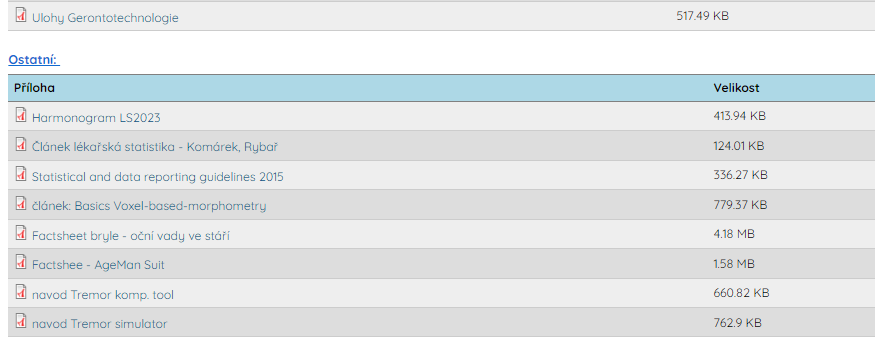 Ulohy Gerontotechnologie 517.49 KB
Ostatní:
Příloha Velikost
Harmonogram LS2023 413.94 KB
Článek lékařská statistika - Komárek, Rybař 124.01 KB
Statistical and data reporting guidelines 2015 336.27 KB
článek: Basics Voxel-based-morphometry 779.37 KB
Factsheet bryle - oční vady ve stáří 4.18 MB
Factshee - AgeMan Suit 1.58 MB
navod Tremor komp. tool 660.82 KB
navod Tremor simulator 762.9 KB